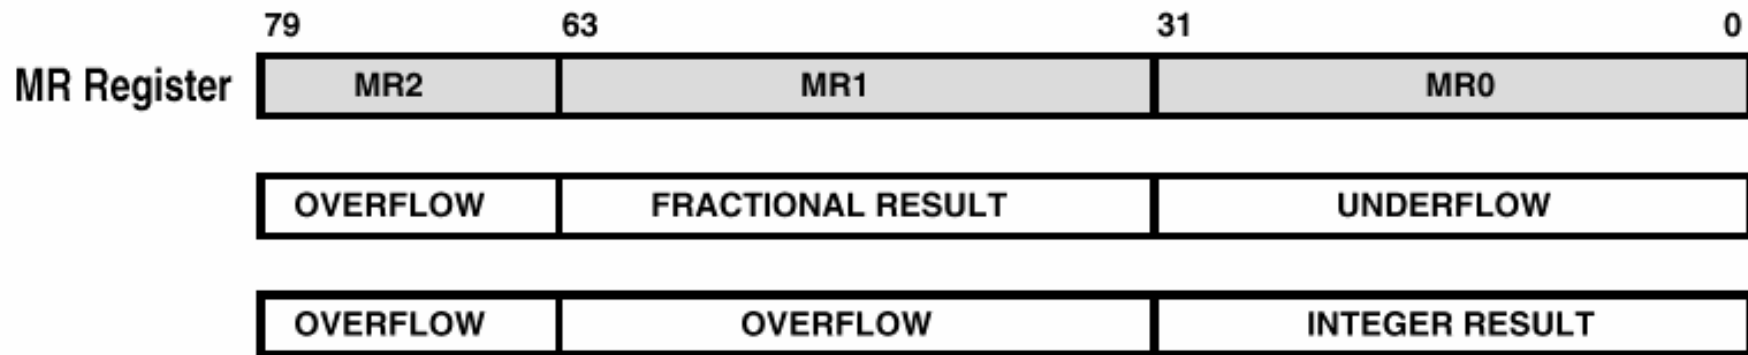 79 63 31 0
MR Register MR2 MR1 MR0
OVERFLOW FRACTIONAL RESULT UNDERFLOW
OVERFLOW OVERFLOW INTEGER RESULT